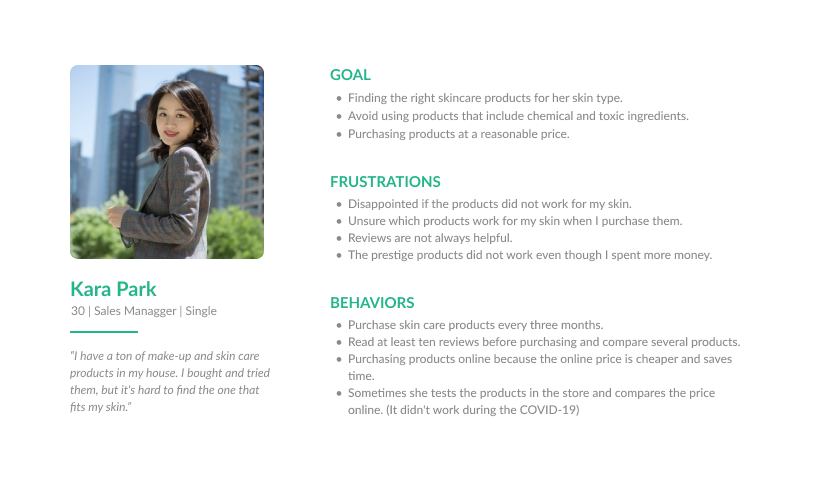 Kara Park
30 | Sales Managger | Single
"I have a ton of make-up and skin care
products in my house. I bought and tried
them, but it's hard to find the one that
fits my skin."
GOAL
• Finding the right skincare products for her skin type.
• Avoid using products that include chemical and toxic ingredients.
• Purchasing products at a reasonable price.
FRUSTRATIONS
• Disappointed if the products did not work for my skin.
• Unsure which products work for my skin when I purchase them.
• Reviews are not always helpful.
• The prestige products did not work even though I spent more money.
BEHAVIORS
• Purchase skin care products every three months.
• Read at least ten reviews before purchasing and compare several products.
• Purchasing products online because the online price is cheaper and saves
time.
• Sometimes she tests the products in the store and compares the price
online. (It didn't work during the COVID-19)